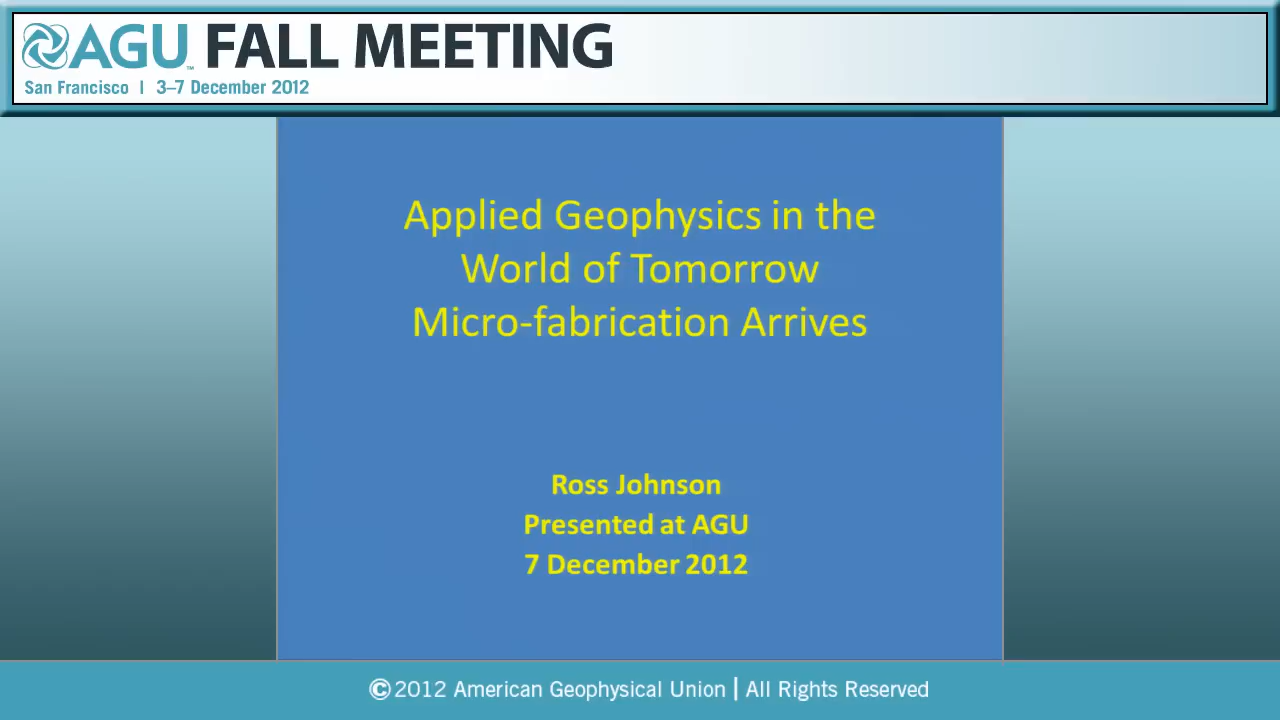 AGU™ FALL MEETING
San Francisco | 3–7 December 2012
Applied Geophysics in the
World of Tomorrow
Micro-fabrication Arrives
Ross Johnson
Presented at AGU
7 December 2012
©2012 American Geophysical Union | All Rights Reserved